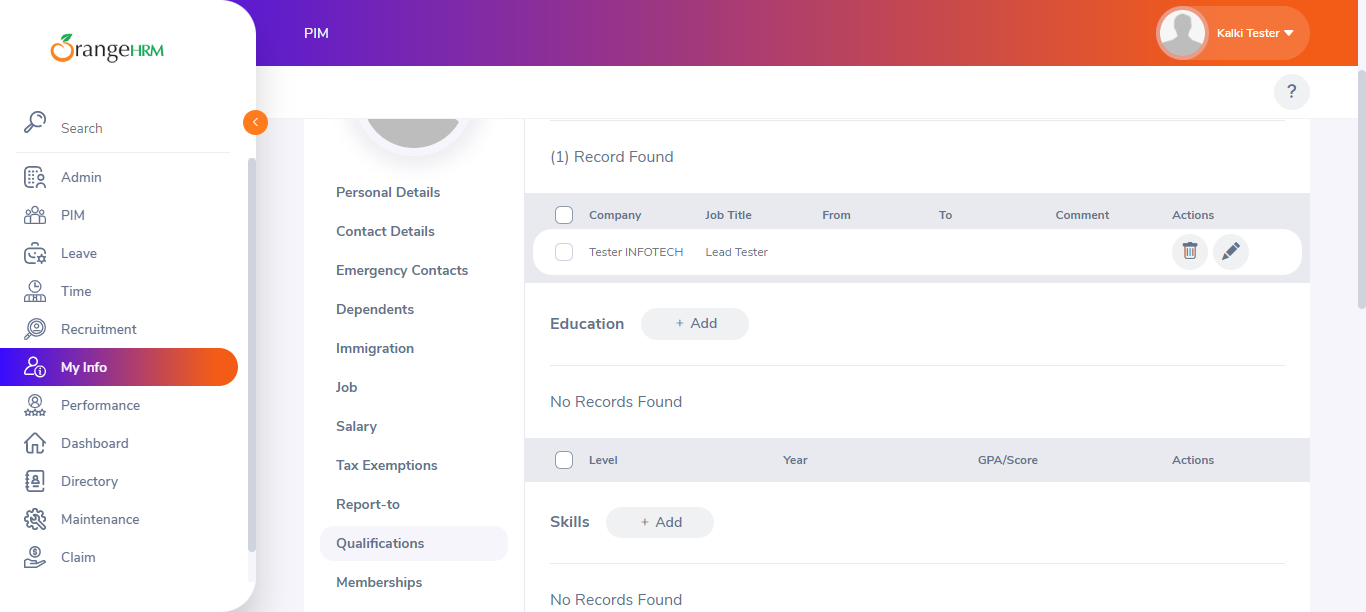 OrangeHRM
PIM
Kalki Tester
Search
?
Admin
PIM
Leave
Time
Recruitment
My Info
Performance
Dashboard
Directory
Maintenance
Claim
Personal Details
Contact Details
Emergency Contacts
Dependents
Immigration
Job
Salary
Tax Exemptions
Report-to
Qualifications
Memberships
(1) Record Found
Company Job Title From To Comment Actions
Tester INFOTECH Lead Tester
Education + Add
No Records Found
Level Year GPA/Score Actions
Skills + Add
No Records Found